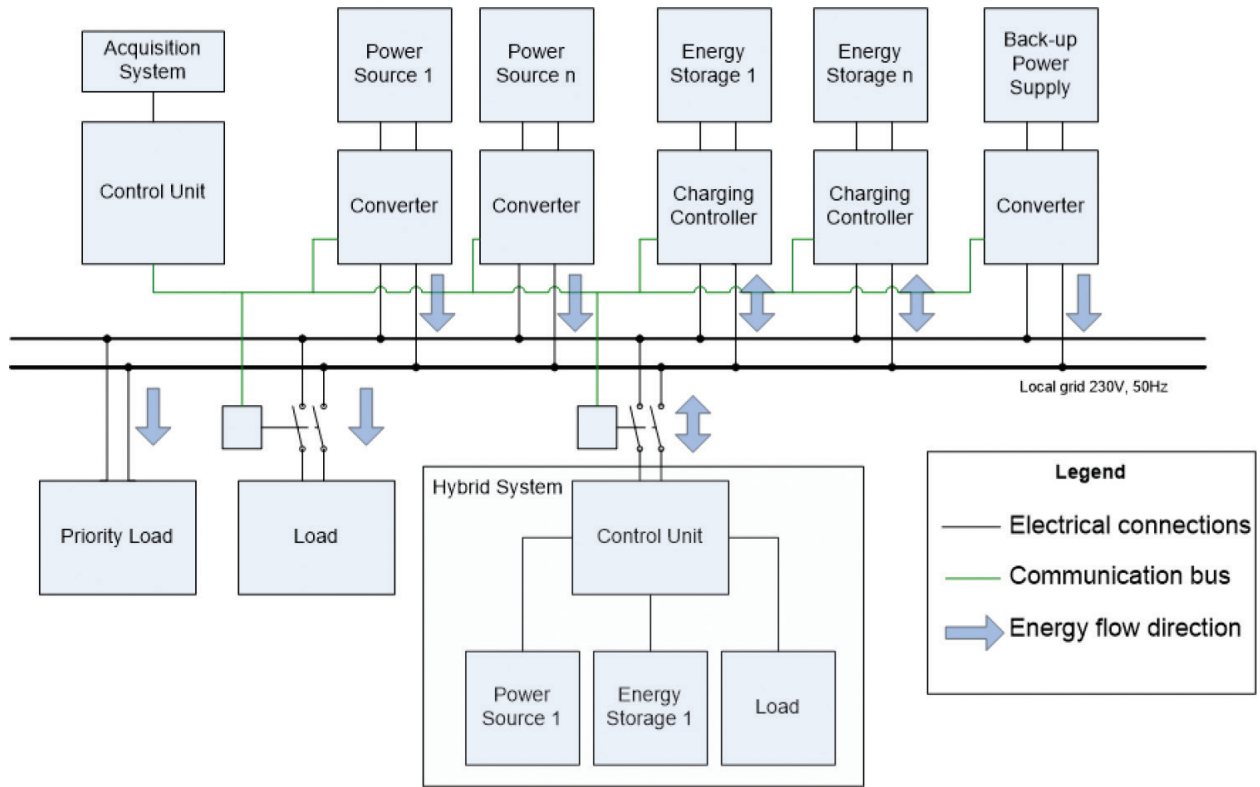 Acquisition
System
Control Unit
Power
Source 1
Converter
Power
Source n
Converter
Energy
Storage 1
Charging
Controller
Energy
Storage n
Charging
Controller
Back-up
Power
Supply
Converter
Local grid 230V, 50Hz
Priority Load
Load
Hybrid System
Control Unit
Power
Source 1
Energy
Storage 1
Load
Legend
Electrical connections
Communication bus
Energy flow direction